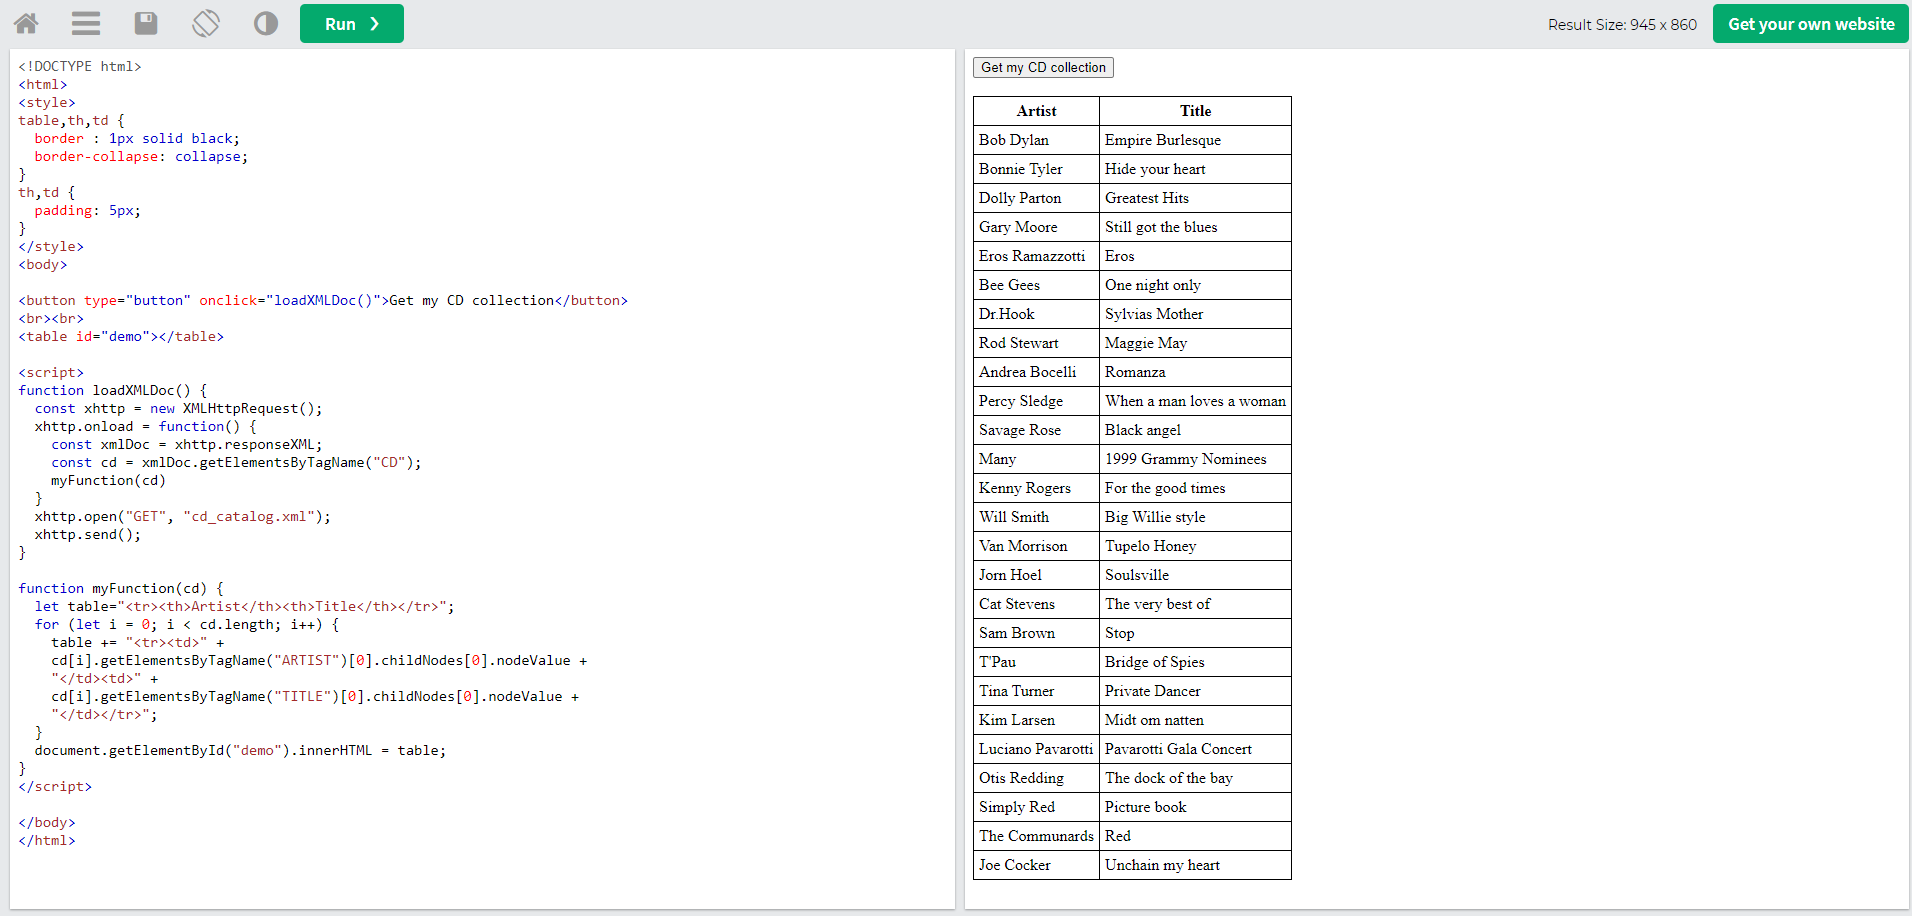 Run ❯
Result Size: 945 x 860
Get your own website
<!DOCTYPE html>
<html>
<style>
table,th,td {
  border : 1px solid black;
  border-collapse: collapse;
}
th,td {
  padding: 5px;
}
</style>
<body>

<button type="button" onclick="loadXMLDoc()">Get my CD collection</button>
<br><br>
<table id="demo"></table>

<script>
function loadXMLDoc() {
  const xhttp = new XMLHttpRequest();
  xhttp.onload = function() {
    const xmlDoc = xhttp.responseXML;
    const cd = xmlDoc.getElementsByTagName("CD");
    myFunction(cd)
  }
  xhttp.open("GET", "cd_catalog.xml");
  xhttp.send();
}

function myFunction(cd) {
  let table="<tr><th>Artist</th><th>Title</th></tr>";
  for (let i = 0; i < cd.length; i++) {
    table += "<tr><td>" +
    cd[i].getElementsByTagName("ARTIST")[0].childNodes[0].nodeValue +
    "</td><td>" +
    cd[i].getElementsByTagName("TITLE")[0].childNodes[0].nodeValue +
    "</td></tr>";
  }
  document.getElementById("demo").innerHTML = table;
}
</script>

</body>
</html>
Get my CD collection
Artist Title
Bob Dylan Empire Burlesque
Bonnie Tyler Hide your heart
Dolly Parton Greatest Hits
Gary Moore Still got the blues
Eros Ramazzotti Eros
Bee Gees One night only
Dr.Hook Sylvias Mother
Rod Stewart Maggie May
Andrea Bocelli Romanza
Percy Sledge When a man loves a woman
Savage Rose Black angel
Many 1999 Grammy Nominees
Kenny Rogers For the good times
Will Smith Big Willie style
Van Morrison Tupelo Honey
Jorn Hoel Soulsville
Cat Stevens The very best of
Sam Brown Stop
T'Pau Bridge of Spies
Tina Turner Private Dancer
Kim Larsen Midt om natten
Luciano Pavarotti Pavarotti Gala Concert
Otis Redding The dock of the bay
Simply Red Picture book
The Communards Red
Joe Cocker Unchain my heart